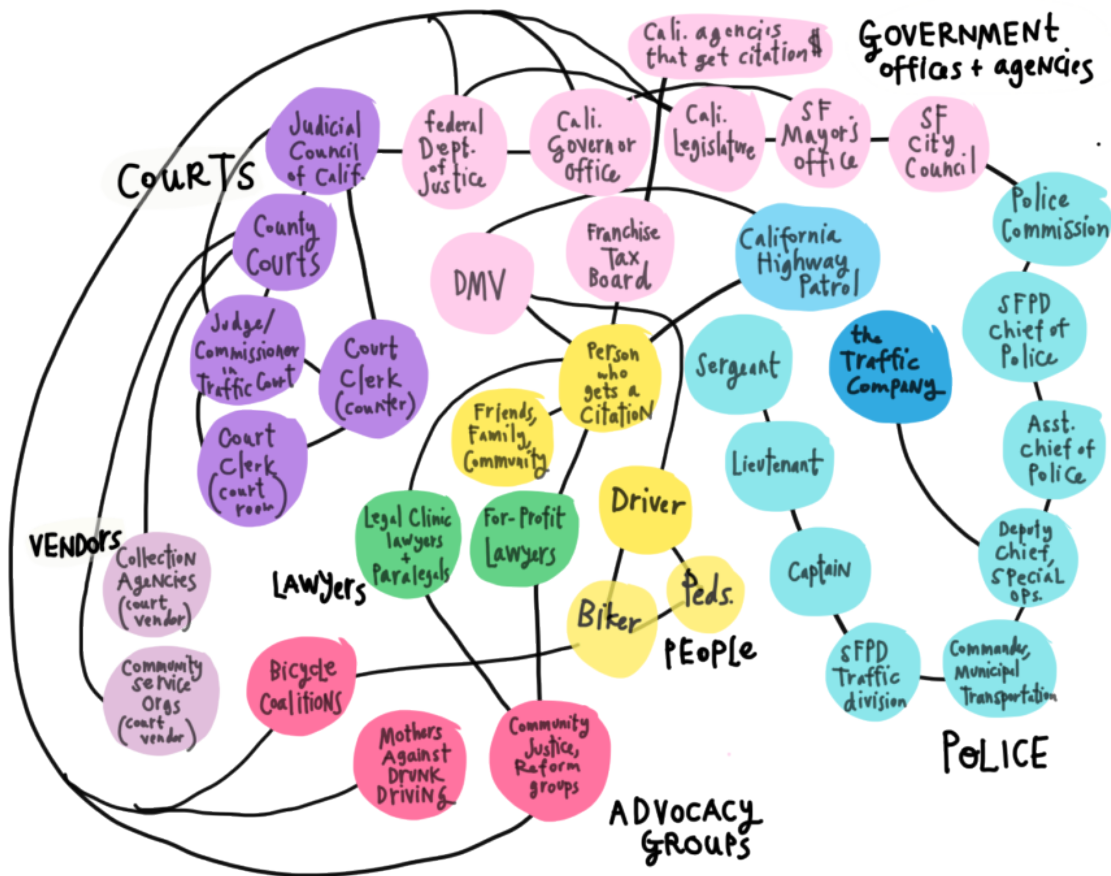 Cali. agencies
that get citation $
GOVERNMENT
offices + agencies
COURTS
Judicial
Council
of Calif.
federal
Dept.
of
Justice
Cali.
Governor
Office
Cali.
Legislature
SF
Mayor's
Office
SF
City
Council
Police
Commission
County
Courts
DMV
Franchise
Tax
Board
California
Highway
Patrol
SFPD
Chief of
Police
Judge/
Commissioner
in
Traffic Court
Court
Clerk
(counter)
Person
who
gets a
CitatioN
Sergeant
the
Traffic
Company
Friends,
Family,
Community
Court
Clerk
(court
room)
Lieutenant
Asst.
Chief of
Police
VENDORS
Collection
Agencies
(court
vendor)
LAWyers
Legal Clinic
lawyers
+
Paralegals
For-Profit
Lawyers
Driver
Biker
Peds.
PEOPLe
Captain
Deputy
Chief,
Special
ops.
Community
Service
Orgs
(court
vendor)
Bicycle
Coalitions
Mothers
Against
Drunk
Driving
Community
Justice,
Reform
groups
ADVOCACY
GROUPS
SFPD
Traffic
division
Commander,
Municipal
Transportation
POLICE